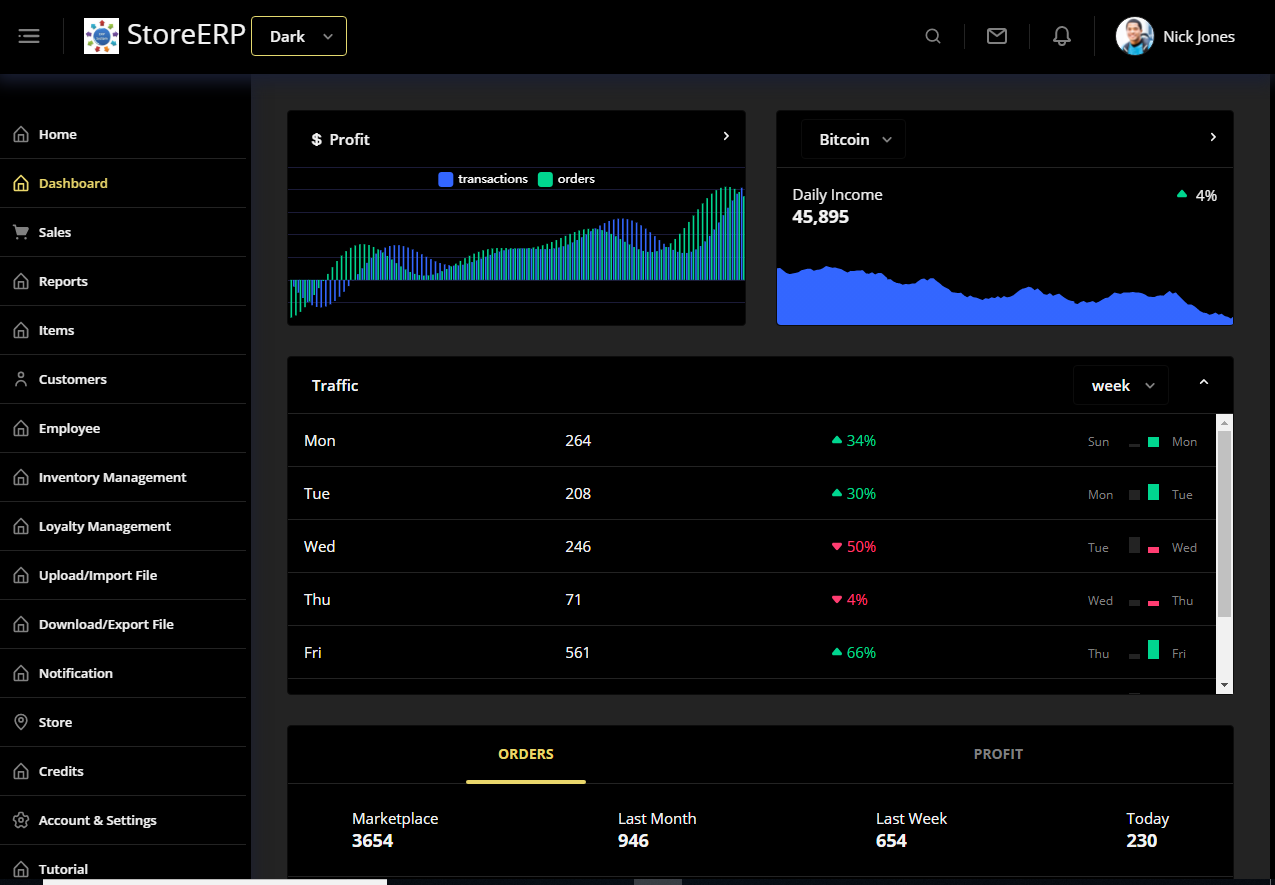 StoreERP
Dark
Nick Jones
Home
Dashboard
Sales
Reports
Items
Customers
Employee
Inventory Management
Loyalty Management
Upload/Import File
Download/Export File
Notification
Store
Credits
Account & Settings
Tutorial
$ Profit
transactions orders
Bitcoin
Daily Income 4%
45,895
Traffic week
Mon 264 34% Sun Mon
Tue 208 30% Mon Tue
Wed 246 50% Tue Wed
Thu 71 4% Wed Thu
Fri 561 66% Thu Fri
ORDERS PROFIT
Marketplace Last Month Last Week Today
3654 946 654 230